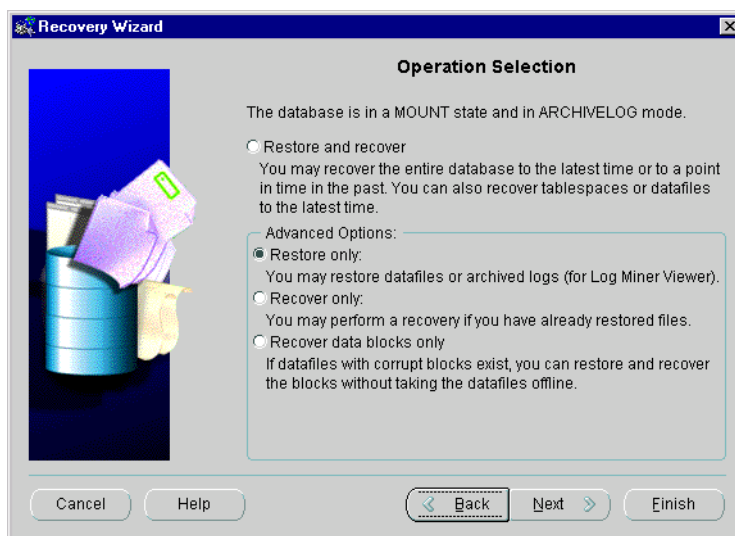 Recovery Wizard
Operation Selection
The database is in a MOUNT state and in ARCHIVELOG mode.
Restore and recover
You may recover the entire database to the latest time or to a point
in time in the past. You can also recover tablespaces or datafiles
to the latest time.
Advanced Options:
Restore only:
You may restore datafiles or archived logs (for Log Miner Viewer).
Recover only:
You may perform a recovery if you have already restored files.
Recover data blocks only
If datafiles with corrupt blocks exist, you can restore and recover
the blocks without taking the datafiles offline.
Cancel
Help
Back
Next
Finish